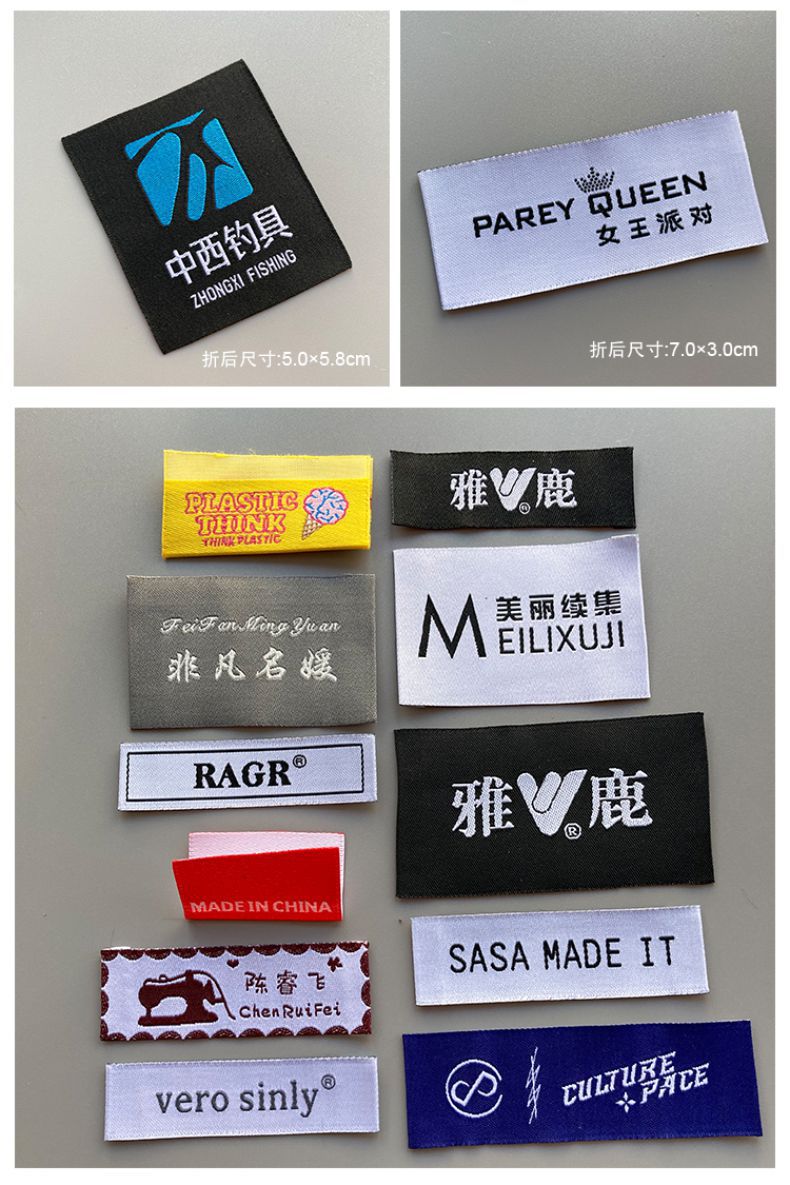 中西钓具
ZHONGXI FISHING
折后尺寸:5.0×5.8cm
PAREY QUEEN
女王派对
折后尺寸:7.0×3.0cm
PLASTIC
THINK
THINK PLASTIC
雅鹿
®
FeiFanMingYuan
非凡名媛
M美丽续集
EILIXUJI
RAGR®
雅鹿
®
MADE IN CHINA
陈睿飞
ChenRuiFei
SASA MADE IT
vero sinly®
CULTURE
PACE